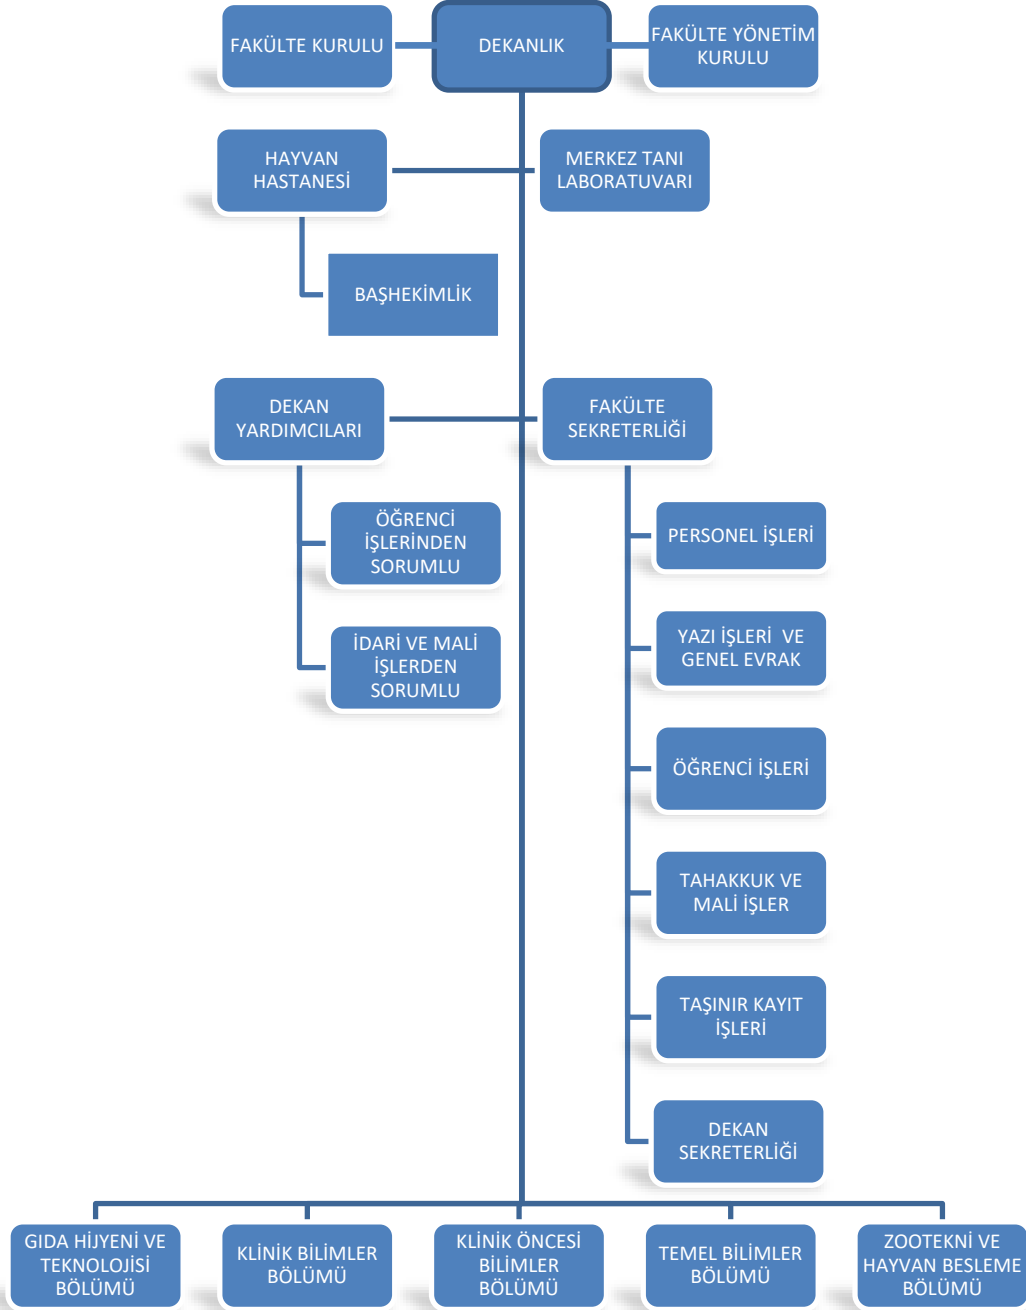 FAKÜLTE KURULU
DEKANLIK
FAKÜLTE YÖNETİM
KURULU
HAYVAN
HASTANESİ
MERKEZ TANI
LABORATUVARI
BAŞHEKİMLİK
DEKAN
YARDIMCILARI
FAKÜLTE
SEKRETERLİĞİ
ÖĞRENCİ
İŞLERİNDEN
SORUMLU
İDARİ VE MALİ
İŞLERDEN
SORUMLU
PERSONEL İŞLERİ
YAZI İŞLERİ  VE
GENEL EVRAK
ÖĞRENCİ İŞLERİ
TAHAKKUK VE
MALİ İŞLER
TAŞINIR KAYIT
İŞLERİ
DEKAN
SEKRETERLİĞİ
GIDA HİJYENİ VE
TEKNOLOJİSİ
BÖLÜMÜ
KLİNİK BİLİMLER
BÖLÜMÜ
KLİNİK ÖNCESİ
BİLİMLER
BÖLÜMÜ
TEMEL BİLİMLER
BÖLÜMÜ
ZOOTEKNİ VE
HAYVAN BESLEME
BÖLÜMÜ